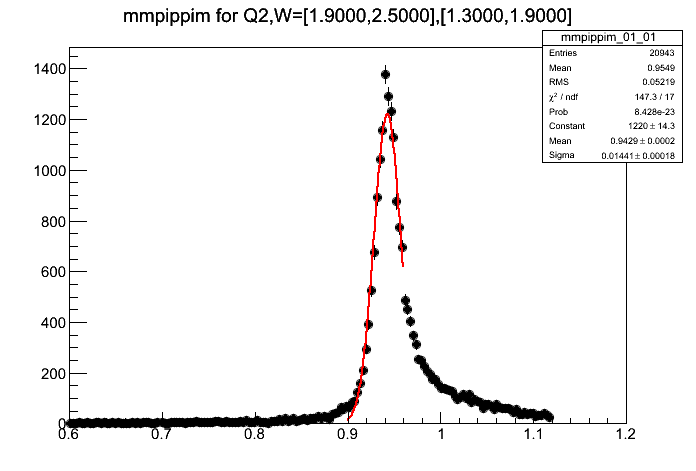 mmpippim for Q2,W=[1.9000,2.5000],[1.3000,1.9000]
mmpippim_01_01
Entries 20943
Mean 0.9549
RMS 0.05219
χ² / ndf 147.3 / 17
Prob 8.428e-23
Constant 1220 ± 14.3
Mean 0.9429 ± 0.0002
Sigma 0.01441 ± 0.00018
1400
1200
1000
800
600
400
200
0
0.6 0.7 0.8 0.9 1 1.1 1.2